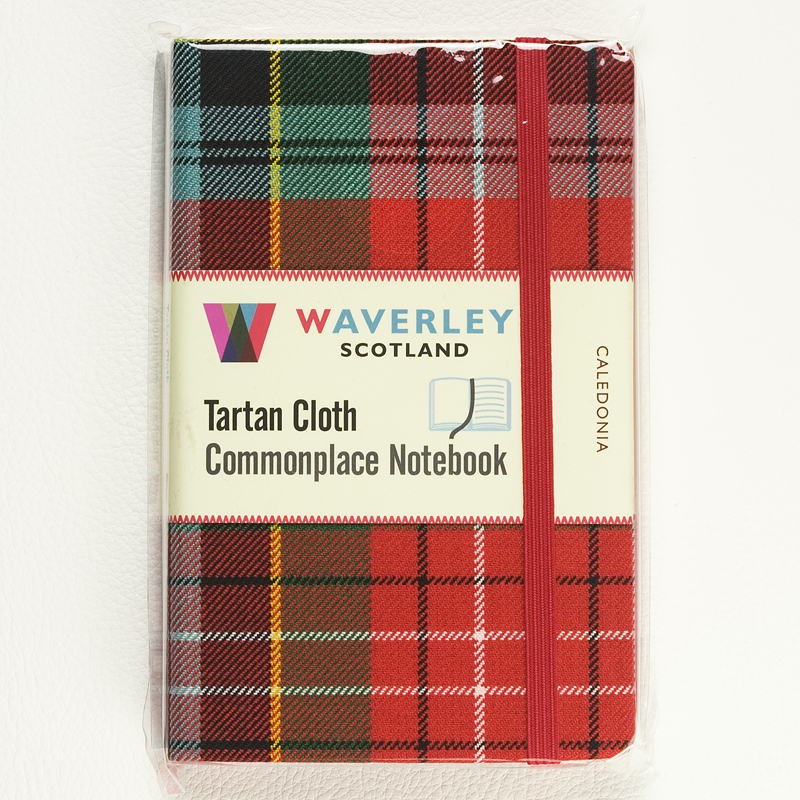 WAVERLEY
SCOTLAND
Tartan Cloth
Commonplace Notebook
CALEDONIA